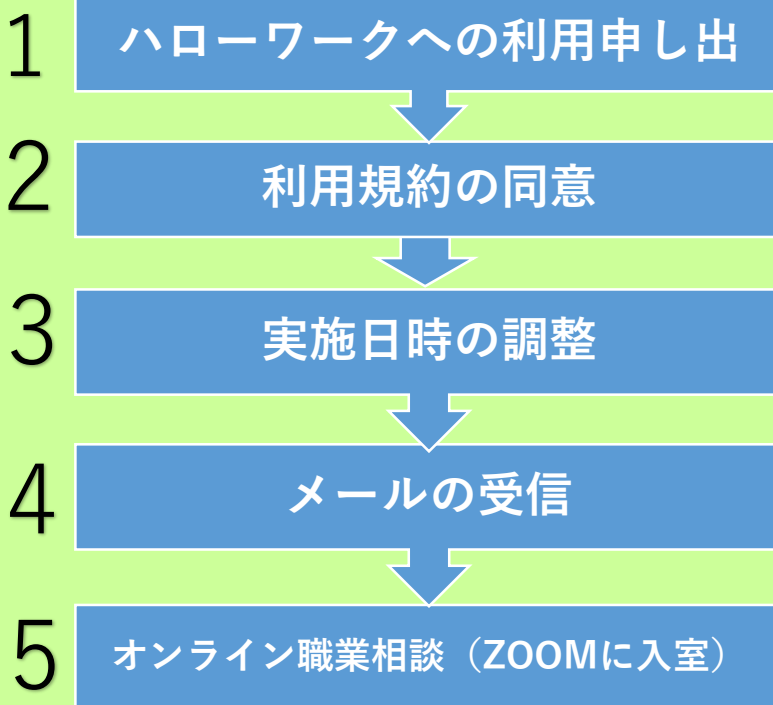 1 ハローワークへの利用申し出
2 利用規約の同意
3 実施日時の調整
4 メールの受信
5 オンライン職業相談（ZOOMに入室）